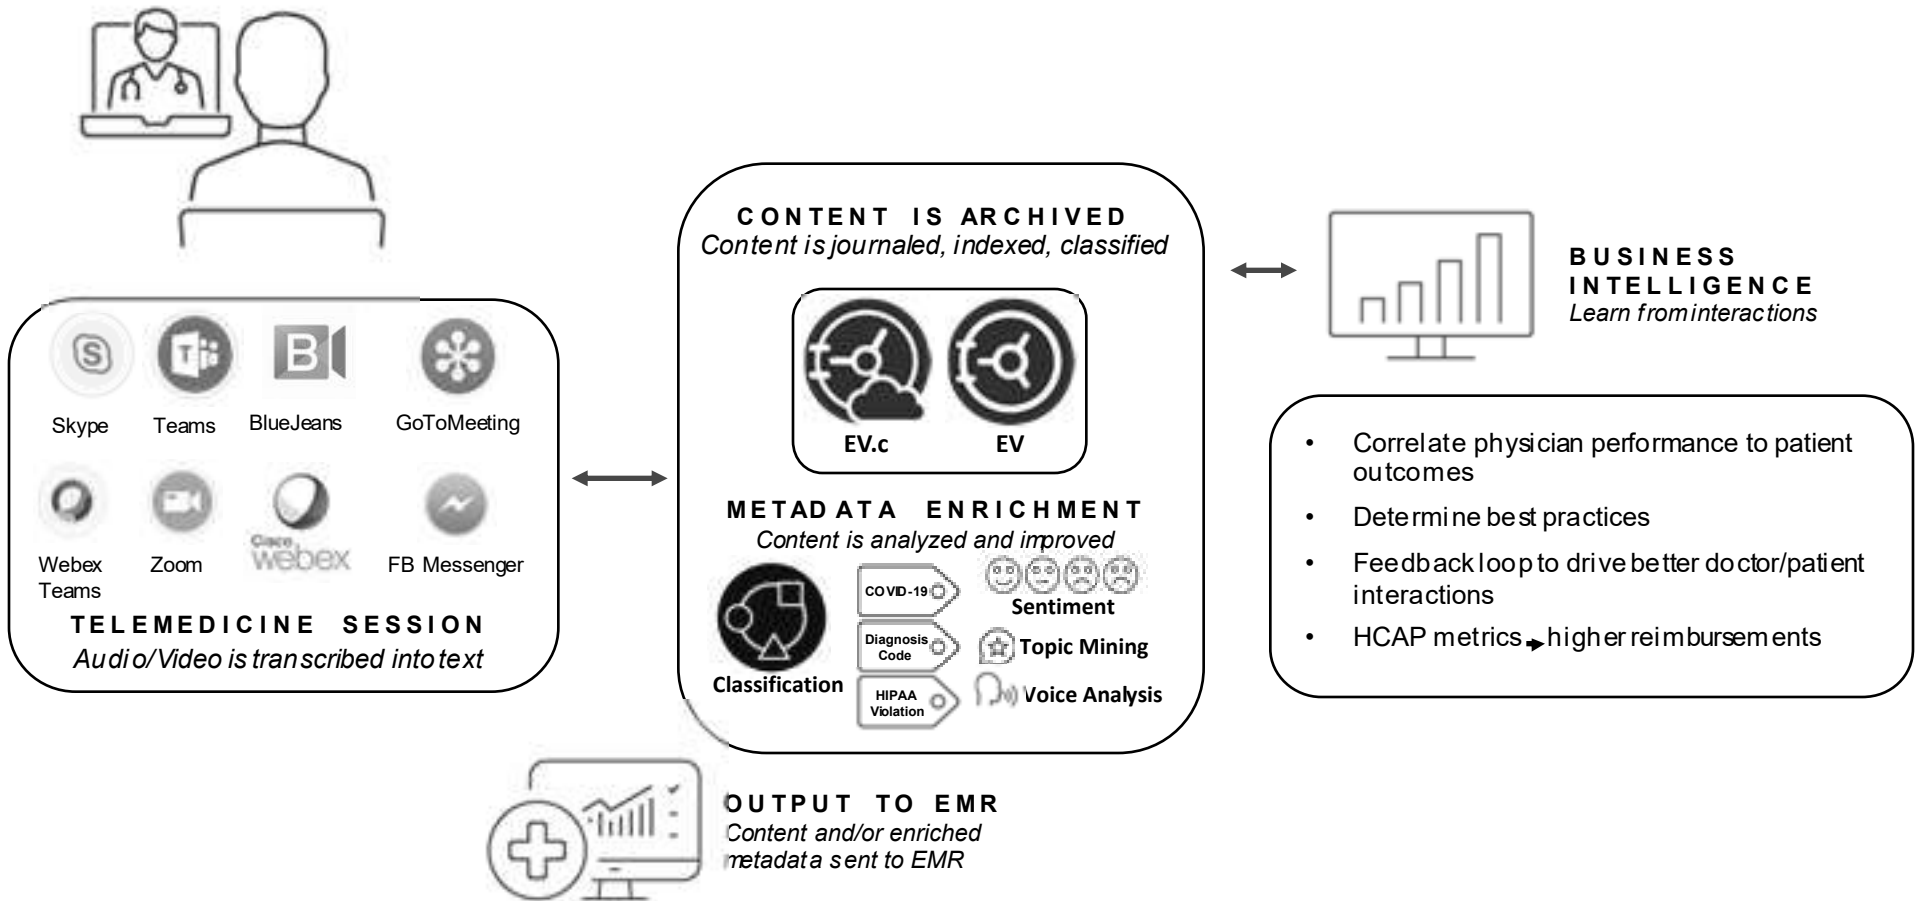 CONTENT IS ARCHIVED
Content is journaled, indexed, classified
EV.c
EV
METADATA ENRICHMENT
Content is analyzed and improved
Classification
COVID-19
Diagnosis
Code
HIPAA
Violation
Sentiment
Topic Mining
Voice Analysis
S
T
B
Skype
Teams
BlueJeans
GoToMeeting
Cisco
webex
Webex
Teams
Zoom
FB Messenger
TELEMEDICINE SESSION
Audio/Video is transcribed into text
BUSINESS
INTELLIGENCE
Learn from interactions
• Correlate physician performance to patient
outcomes
• Determine best practices
• Feedback loop to drive better doctor/patient
interactions
• HCAP metrics → higher reimbursements
OUTPUT TO EMR
Content and/or enriched
metadata sent to EMR